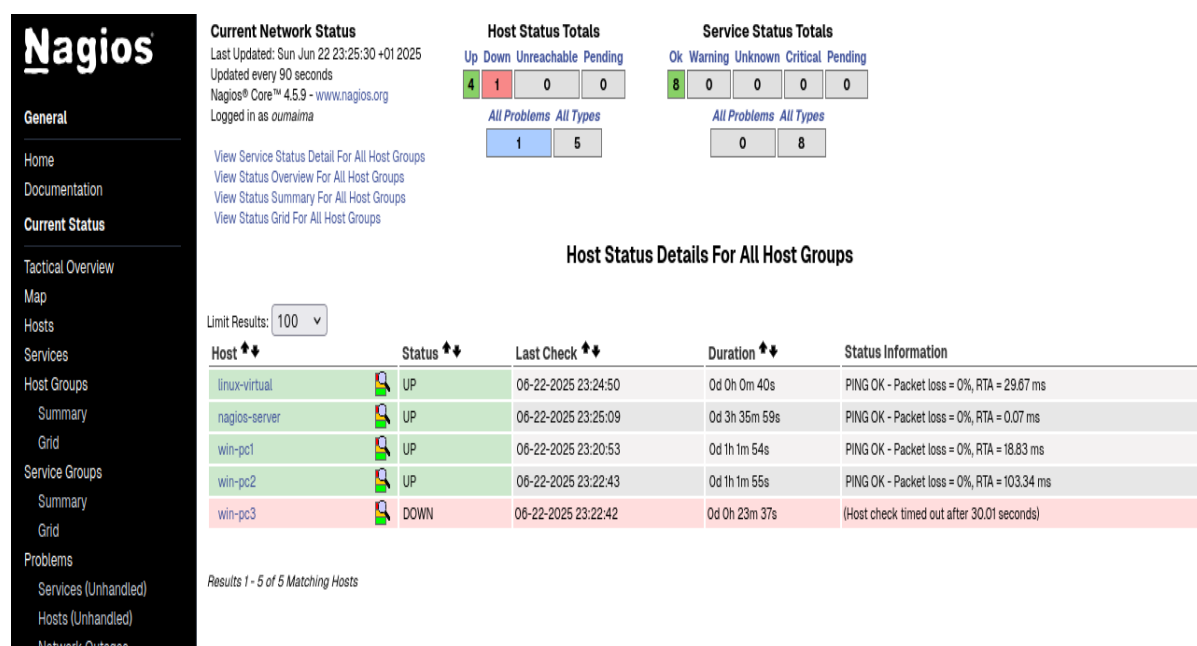 Nagios
General
Home
Documentation
Current Status
Tactical Overview
Map
Hosts
Services
Host Groups
Summary
Grid
Service Groups
Summary
Grid
Problems
Services (Unhandled)
Hosts (Unhandled)
Network Outages
Current Network Status
Last Updated: Sun Jun 22 23:25:30 +01 2025
Updated every 90 seconds
Nagios® Core™ 4.5.9 - www.nagios.org
Logged in as oumaima
View Service Status Detail For All Host Groups
View Status Overview For All Host Groups
View Status Summary For All Host Groups
View Status Grid For All Host Groups
Host Status Totals
Up Down Unreachable Pending
4 1 0 0
All Problems All Types
1 5
Service Status Totals
Ok Warning Unknown Critical Pending
8 0 0 0 0
All Problems All Types
0 8
Host Status Details For All Host Groups
Limit Results: 100
Host Status Last Check Duration Status Information
linux-virtual UP 06-22-2025 23:24:50 0d 0h 0m 40s PING OK - Packet loss = 0%, RTA = 29.67 ms
nagios-server UP 06-22-2025 23:25:09 0d 3h 35m 59s PING OK - Packet loss = 0%, RTA = 0.07 ms
win-pc1 UP 06-22-2025 23:20:53 0d 1h 1m 54s PING OK - Packet loss = 0%, RTA = 18.83 ms
win-pc2 UP 06-22-2025 23:22:43 0d 1h 1m 55s PING OK - Packet loss = 0%, RTA = 103.34 ms
win-pc3 DOWN 06-22-2025 23:22:42 0d 0h 23m 37s (Host check timed out after 30.01 seconds)
Results 1 - 5 of 5 Matching Hosts